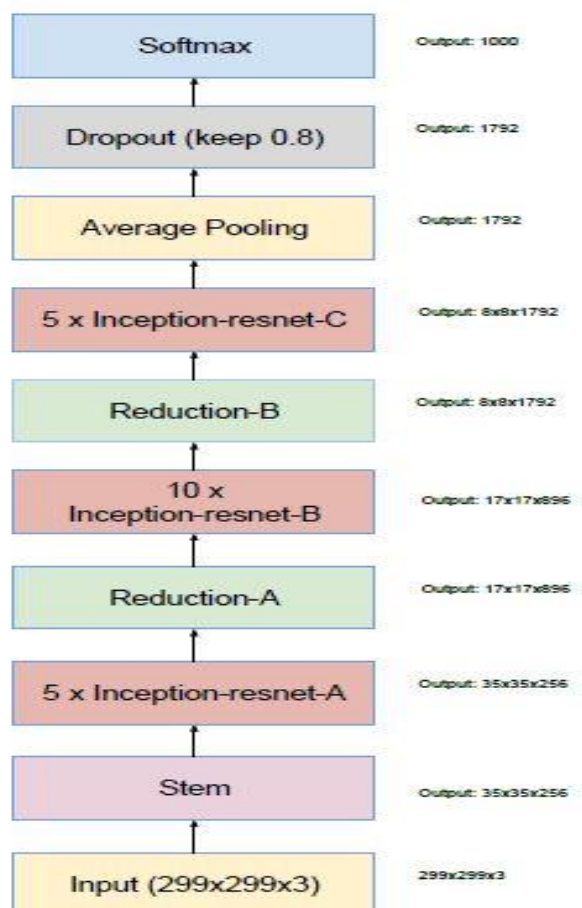 Softmax
Output: 1000
Dropout (keep 0.8)
Output: 1792
Average Pooling
Output: 1792
5 x Inception-resnet-C
Output: 8x8x1792
Reduction-B
Output: 8x8x1792
10 x
Inception-resnet-B
Output: 17x17x896
Reduction-A
Output: 17x17x896
5 x Inception-resnet-A
Output: 35x35x256
Stem
Output: 35x35x256
Input (299x299x3)
299x299x3